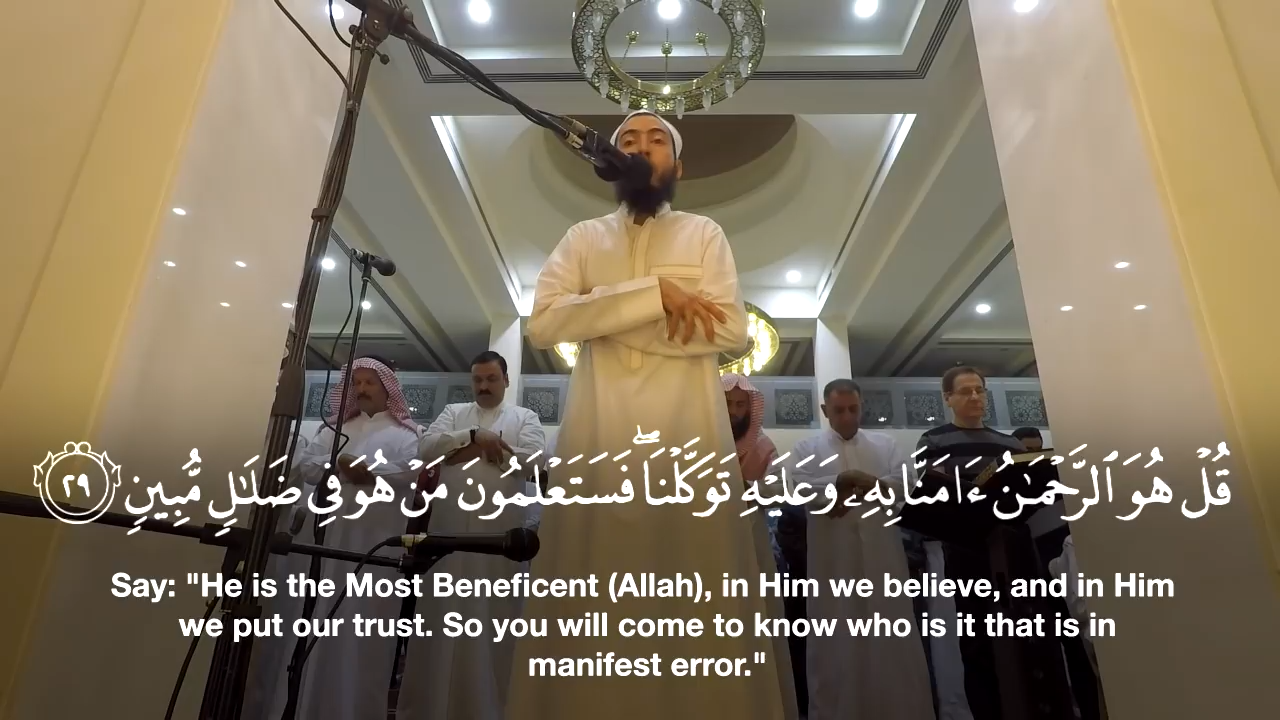 قُلْ هُوَ ٱلرَّحْمَـٰنُ ءَامَنَّا بِهِۦ وَعَلَيْهِ تَوَكَّلْنَا ۖ فَسَتَعْلَمُونَ مَنْ هُوَ فِى ضَلَـٰلٍ مُّبِينٍ ٢٩
Say: "He is the Most Beneficent (Allah), in Him we believe, and in Him
we put our trust. So you will come to know who is it that is in
manifest error."